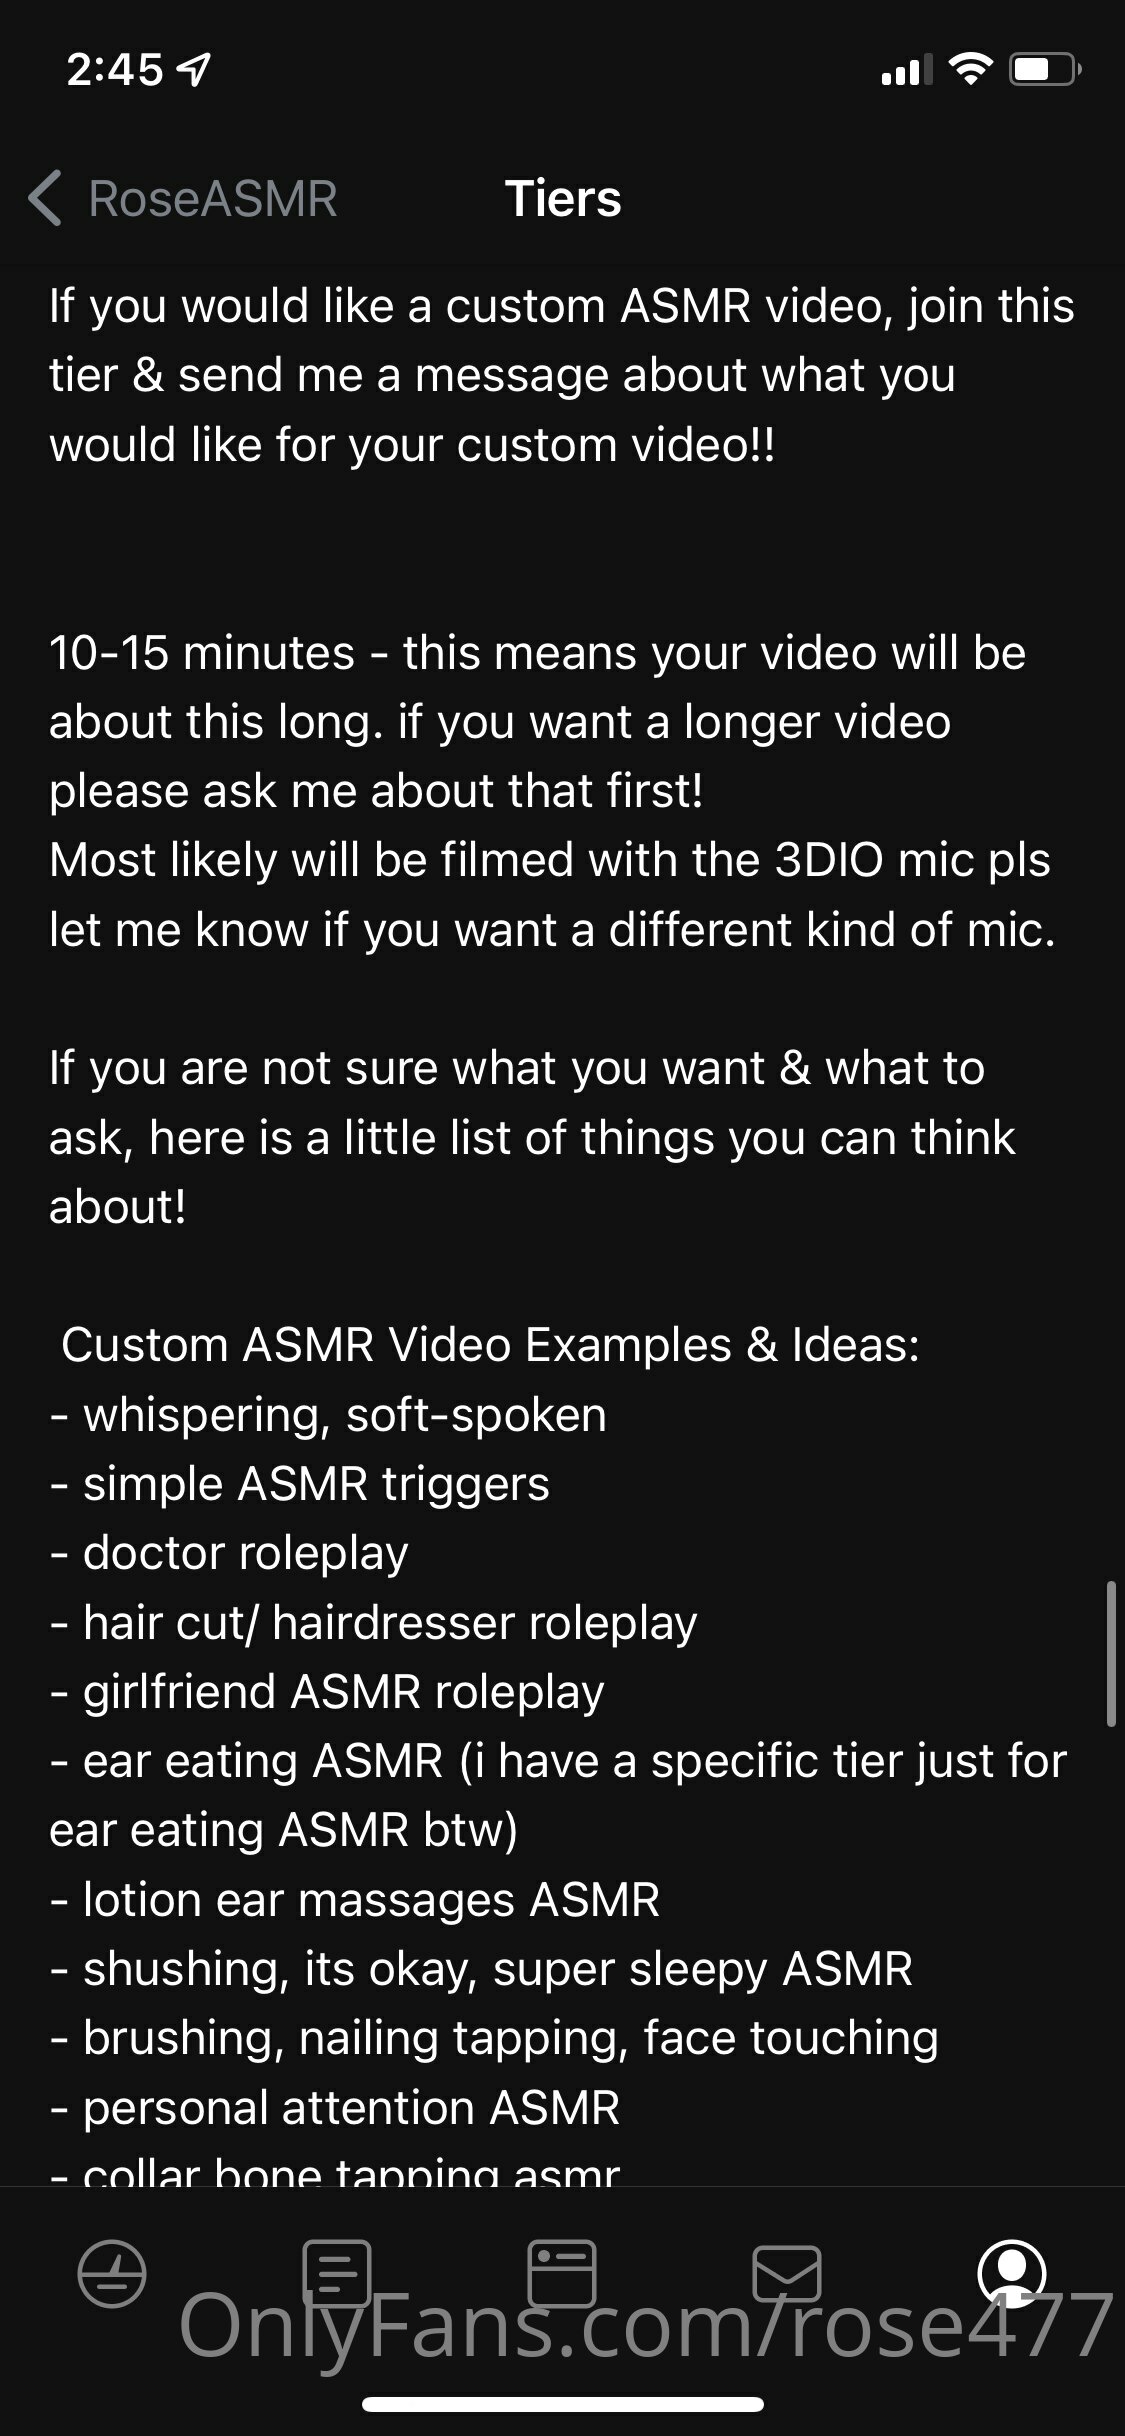 2:45
RoseASMR
Tiers
If you would like a custom ASMR video, join this
tier & send me a message about what you
would like for your custom video!!
10-15 minutes - this means your video will be
about this long. if you want a longer video
please ask me about that first!
Most likely will be filmed with the 3DIO mic pls
let me know if you want a different kind of mic.
If you are not sure what you want & what to
ask, here is a little list of things you can think
about!
Custom ASMR Video Examples & Ideas:
- whispering, soft-spoken
- simple ASMR triggers
- doctor roleplay
- hair cut/ hairdresser roleplay
- girlfriend ASMR roleplay
- ear eating ASMR (i have a specific tier just for
ear eating ASMR btw)
- lotion ear massages ASMR
- shushing, its okay, super sleepy ASMR
- brushing, nailing tapping, face touching
- personal attention ASMR
- collar bone tapping asmr
OnlyFans.com/rose477